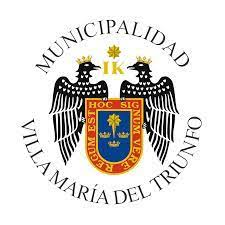 MUNICIPALIDAD
IK
HOC SIGNUM VERE REGUM EST
VILLA MARÍA DEL TRIUNFO